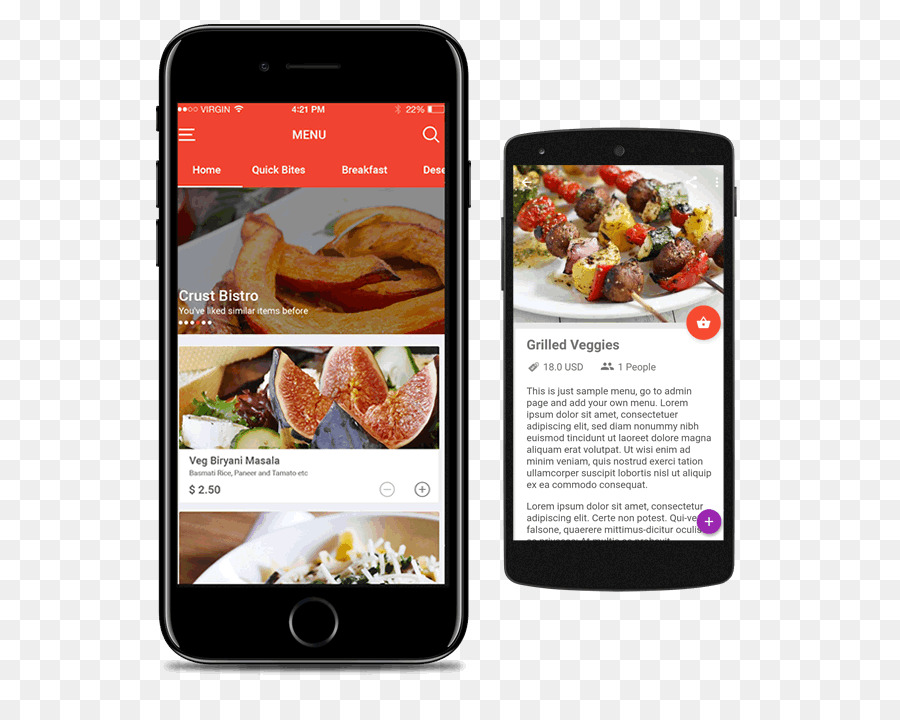 VIRGIN 4:21 PM 22%
MENU
Home Quick Bites Breakfast Dese
Crust Bistro
You've liked similar items before
Veg Biryani Masala
Basmati Rice, Paneer and Tamato etc
$ 2.50
Grilled Veggies
18.0 USD 1 People
This is just sample menu, go to admin
page and add your own menu. Lorem
ipsum dolor sit amet, consectetuer
adipiscing elit, sed diam nonummy nibh
euismod tincidunt ut laoreet dolore magna
aliquam erat volutpat. Ut wisi enim ad
minim veniam, quis nostrud exerci tation
ullamcorper suscipit lobortis nisl ut aliquip
ex ea commodo consequat.
Lorem ipsum dolor sit amet, consectetur
adipiscing elit. Certe non potest. Qui-ve
falsone, quaerere mittimus-dicitur oculis